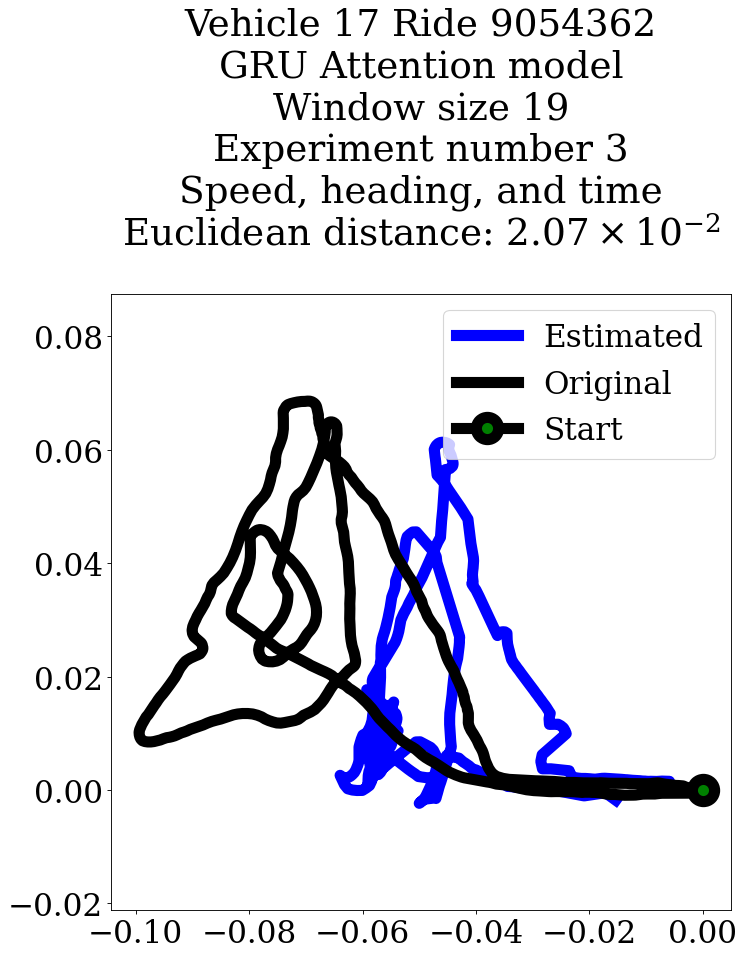 Vehicle 17 Ride 9054362
GRU Attention model
Window size 19
Experiment number 3
Speed, heading, and time
Euclidean distance: 2.07 × 10⁻²
Estimated
Original
Start
0.08
0.06
0.04
0.02
0.00
−0.02
−0.10 −0.08 −0.06 −0.04 −0.02 0.00